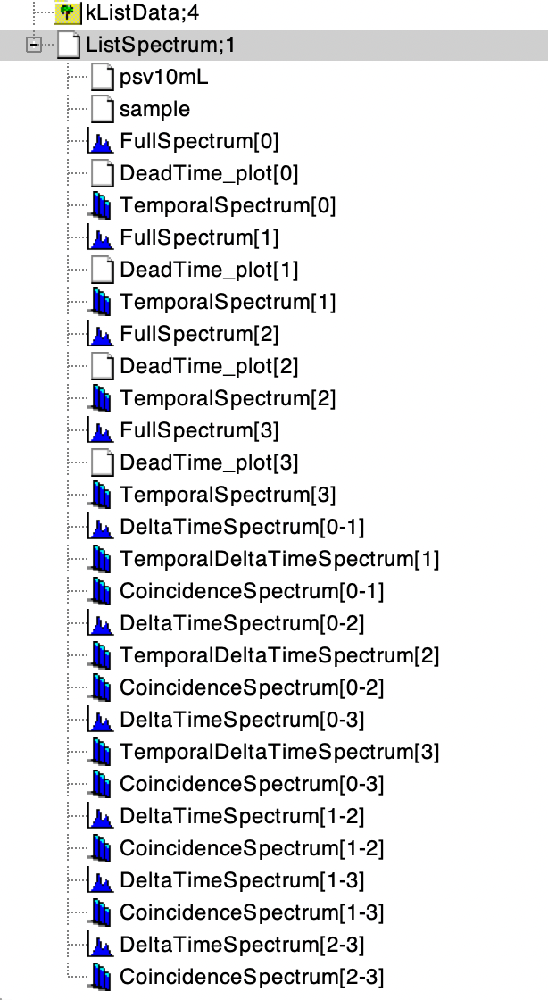 kListData;4
ListSpectrum;1
psv10mL
sample
FullSpectrum[0]
DeadTime_plot[0]
TemporalSpectrum[0]
FullSpectrum[1]
DeadTime_plot[1]
TemporalSpectrum[1]
FullSpectrum[2]
DeadTime_plot[2]
TemporalSpectrum[2]
FullSpectrum[3]
DeadTime_plot[3]
TemporalSpectrum[3]
DeltaTimeSpectrum[0-1]
TemporalDeltaTimeSpectrum[1]
CoincidenceSpectrum[0-1]
DeltaTimeSpectrum[0-2]
TemporalDeltaTimeSpectrum[2]
CoincidenceSpectrum[0-2]
DeltaTimeSpectrum[0-3]
TemporalDeltaTimeSpectrum[3]
CoincidenceSpectrum[0-3]
DeltaTimeSpectrum[1-2]
CoincidenceSpectrum[1-2]
DeltaTimeSpectrum[1-3]
CoincidenceSpectrum[1-3]
DeltaTimeSpectrum[2-3]
CoincidenceSpectrum[2-3]